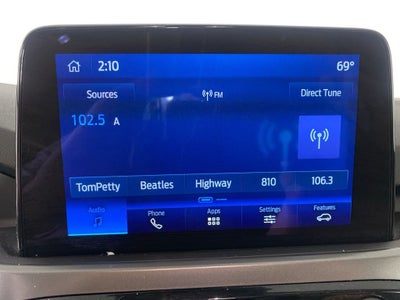 2:10 69°
Sources FM Direct Tune
102.5 A
TomPetty Beatles Highway 810 106.3
Audio Phone Apps Settings Features